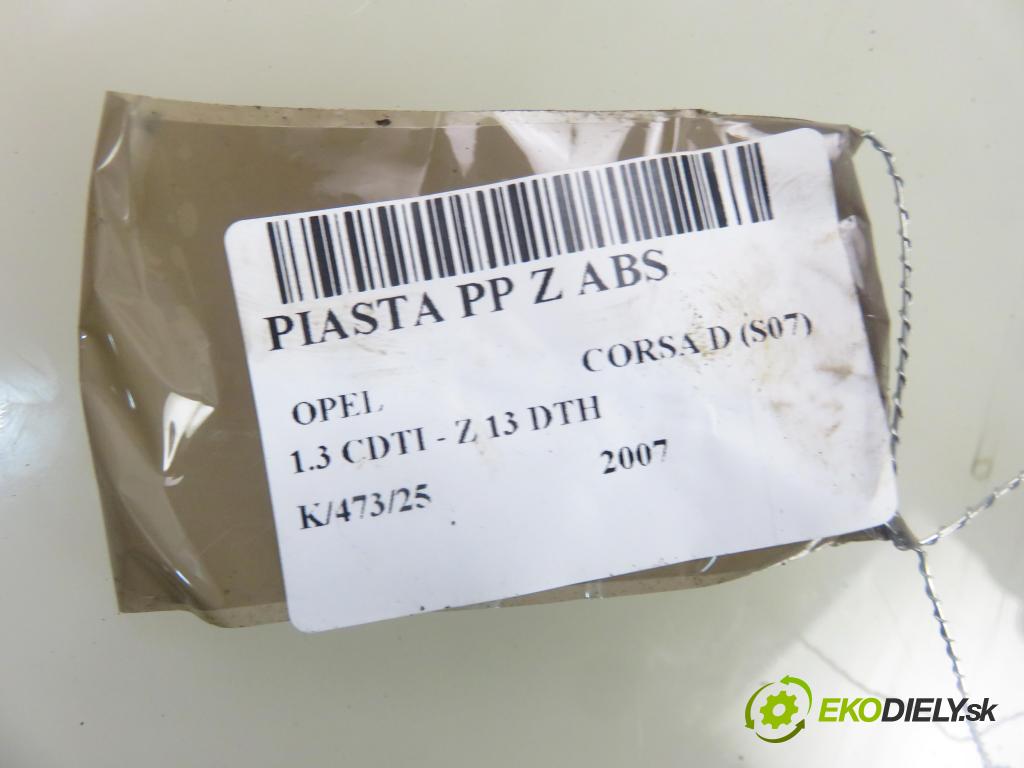 PIASTA PP Z ABS
OPEL CORSA D (S07)
1.3 CDTI - Z 13 DTH
K/473/25 2007
EKODIELY.sk